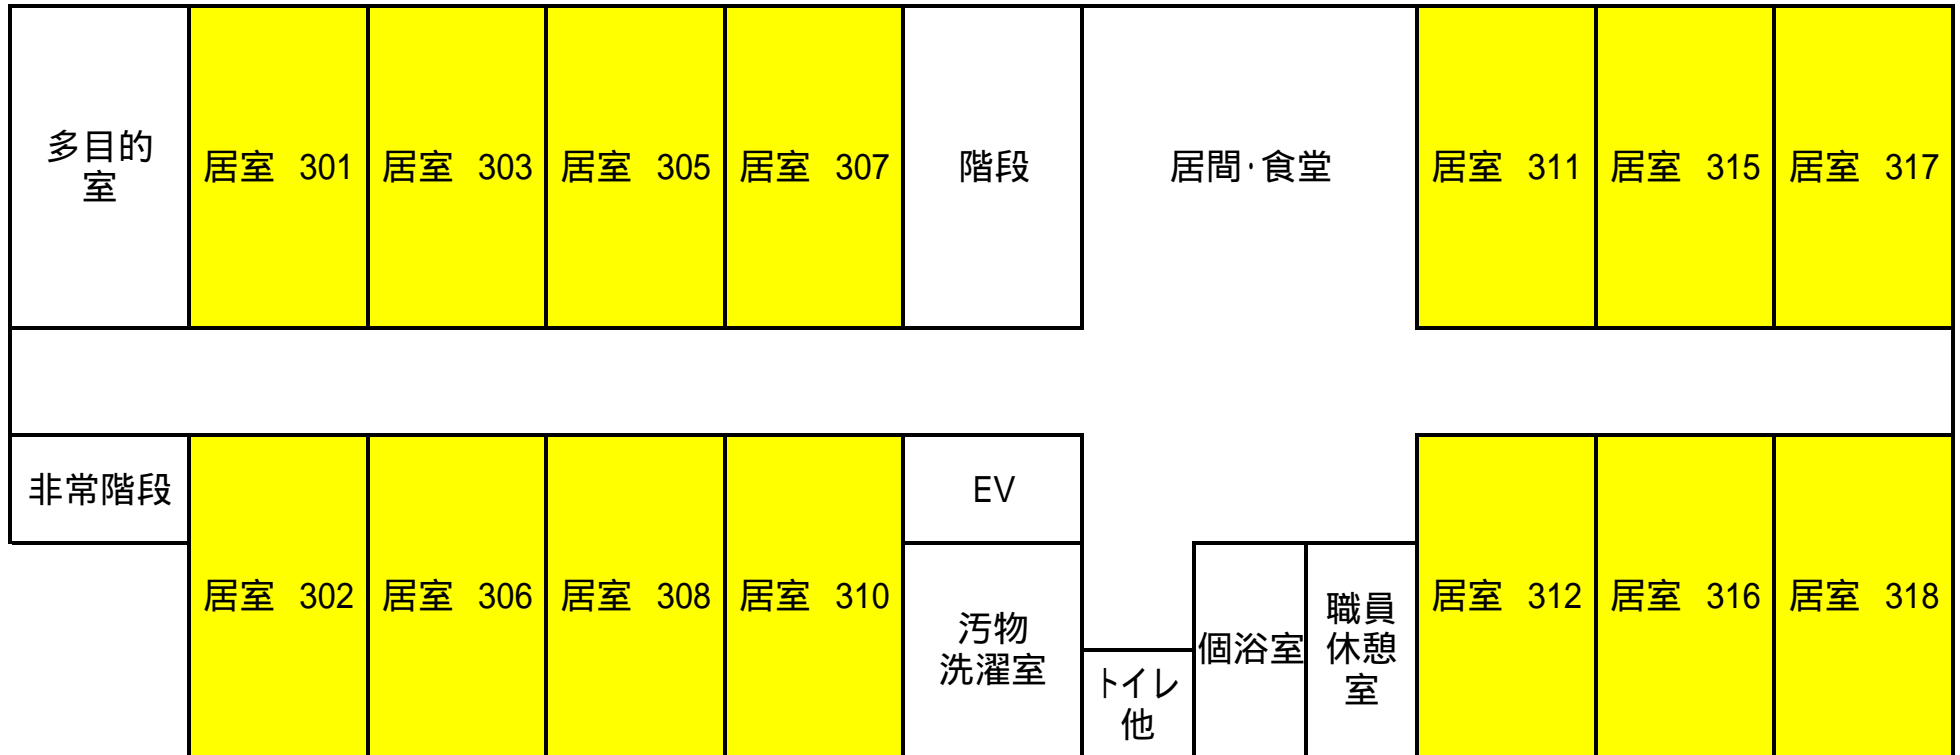 多目的
室
居室 301
居室 303
居室 305
居室 307
階段
居間･食堂
居室 311
居室 315
居室 317
非常階段
EV
居室 302
居室 306
居室 308
居室 310
汚物
洗濯室
トイレ
他
個浴室
職員
休憩
室
居室 312
居室 316
居室 318